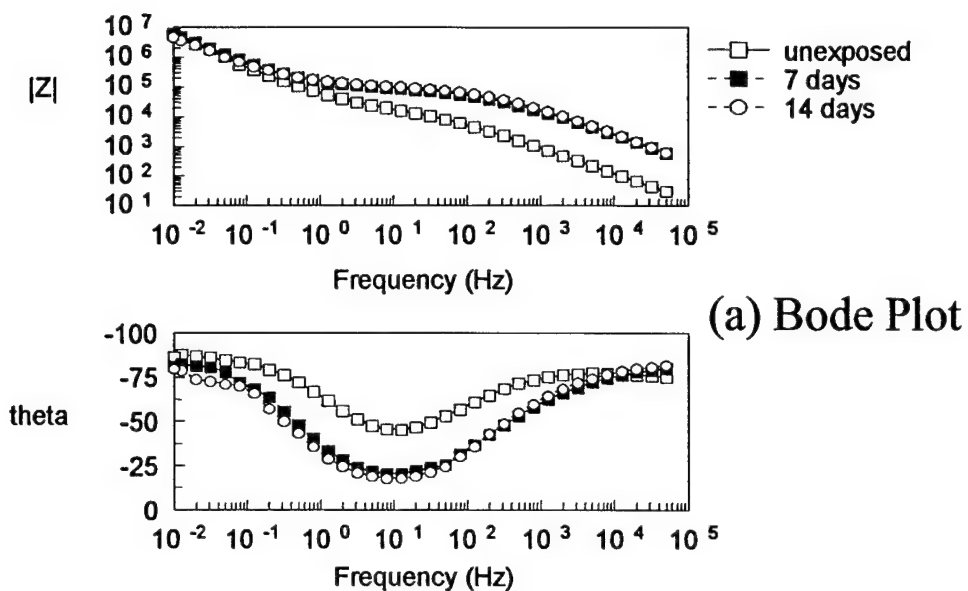 10 7
10 6
10 5
10 4
10 3
10 2
10 1
|Z|
10 -2 10 -1 10 0 10 1 10 2 10 3 10 4 10 5
Frequency (Hz)
unexposed
7 days
14 days
(a) Bode Plot
-100
-75
-50
-25
0
theta
10 -2 10 -1 10 0 10 1 10 2 10 3 10 4 10 5
Frequency (Hz)